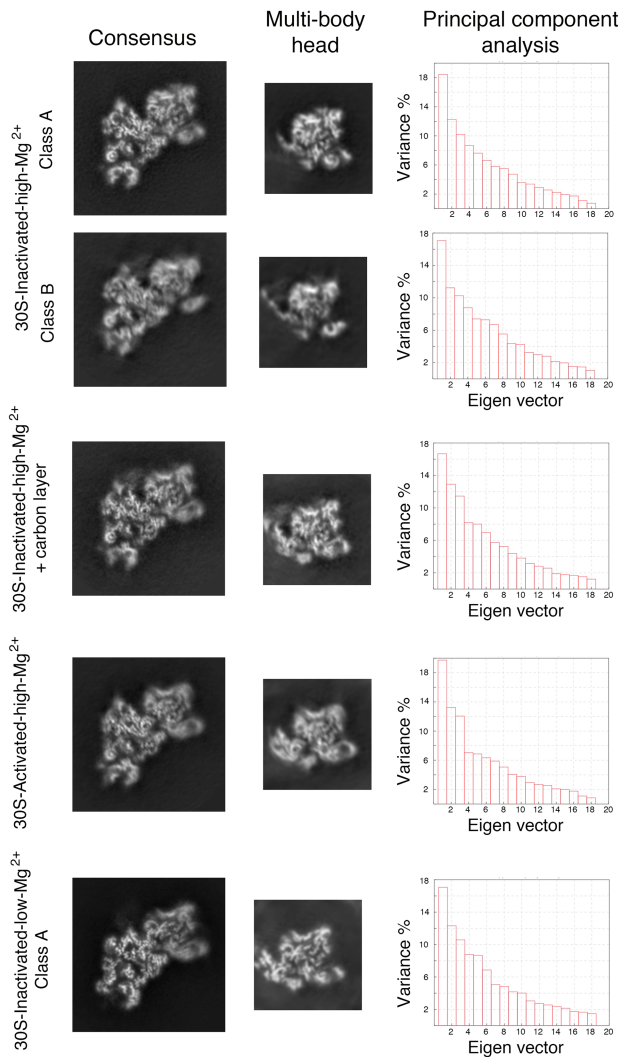 Consensus
Multi-body
head
Principal component
analysis
30S-Inactivated-high-Mg2+
Class A
Variance %
18
14
10
6
2
2 4 6 8 10 12 14 16 18 20
Class B
Variance %
18
14
10
6
2
2 4 6 8 10 12 14 16 18 20
Eigen vector
30S-Inactivated-high-Mg2+
+ carbon layer
Variance %
18
14
10
6
2
2 4 6 8 10 12 14 16 18 20
Eigen vector
30S-Activated-high-Mg2+
Variance %
18
14
10
6
2
2 4 6 8 10 12 14 16 18 20
Eigen vector
30S-Inactivated-low-Mg2+
Class A
Variance %
18
14
10
6
2
2 4 6 8 10 12 14 16 18 20
Eigen vector